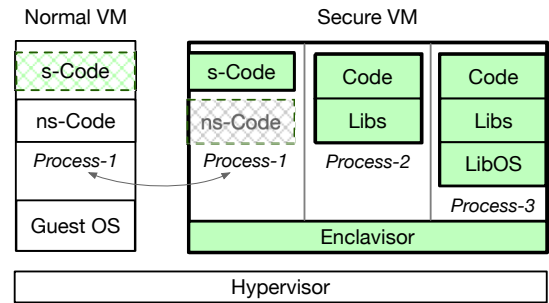 Normal VM
Secure VM
s-Code
ns-Code
Process-1
Guest OS
s-Code
ns-Code
Process-1
Code
Libs
Process-2
Code
Libs
LibOS
Process-3
Enclavisor
Hypervisor